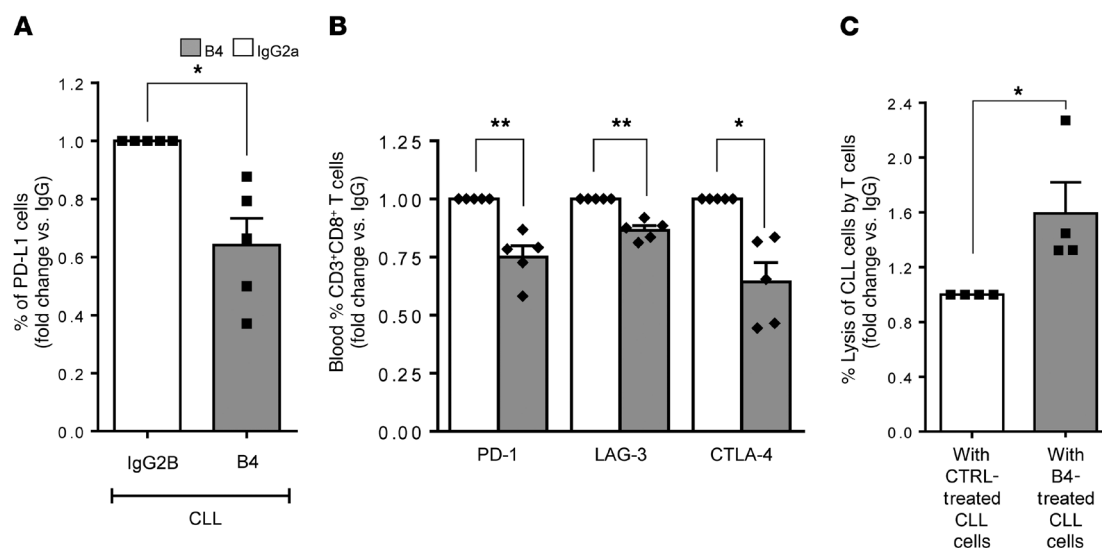 A
B4 IgG2a
% of PD-L1 cells
(fold change vs. IgG)
1.2
1.0
0.8
0.6
0.4
0.2
0.0
*
IgG2B B4
CLL
B
Blood % CD3⁺CD8⁺ T cells
(fold change vs. IgG)
1.25
1.00
0.75
0.50
0.25
0.00
** ** *
PD-1 LAG-3 CTLA-4
C
% Lysis of CLL cells by T cells
(fold change vs. IgG)
2.4
2.0
1.6
1.2
0.8
0.4
0.0
*
With
CTRL-
treated
CLL
cells
With
B4-
treated
CLL
cells